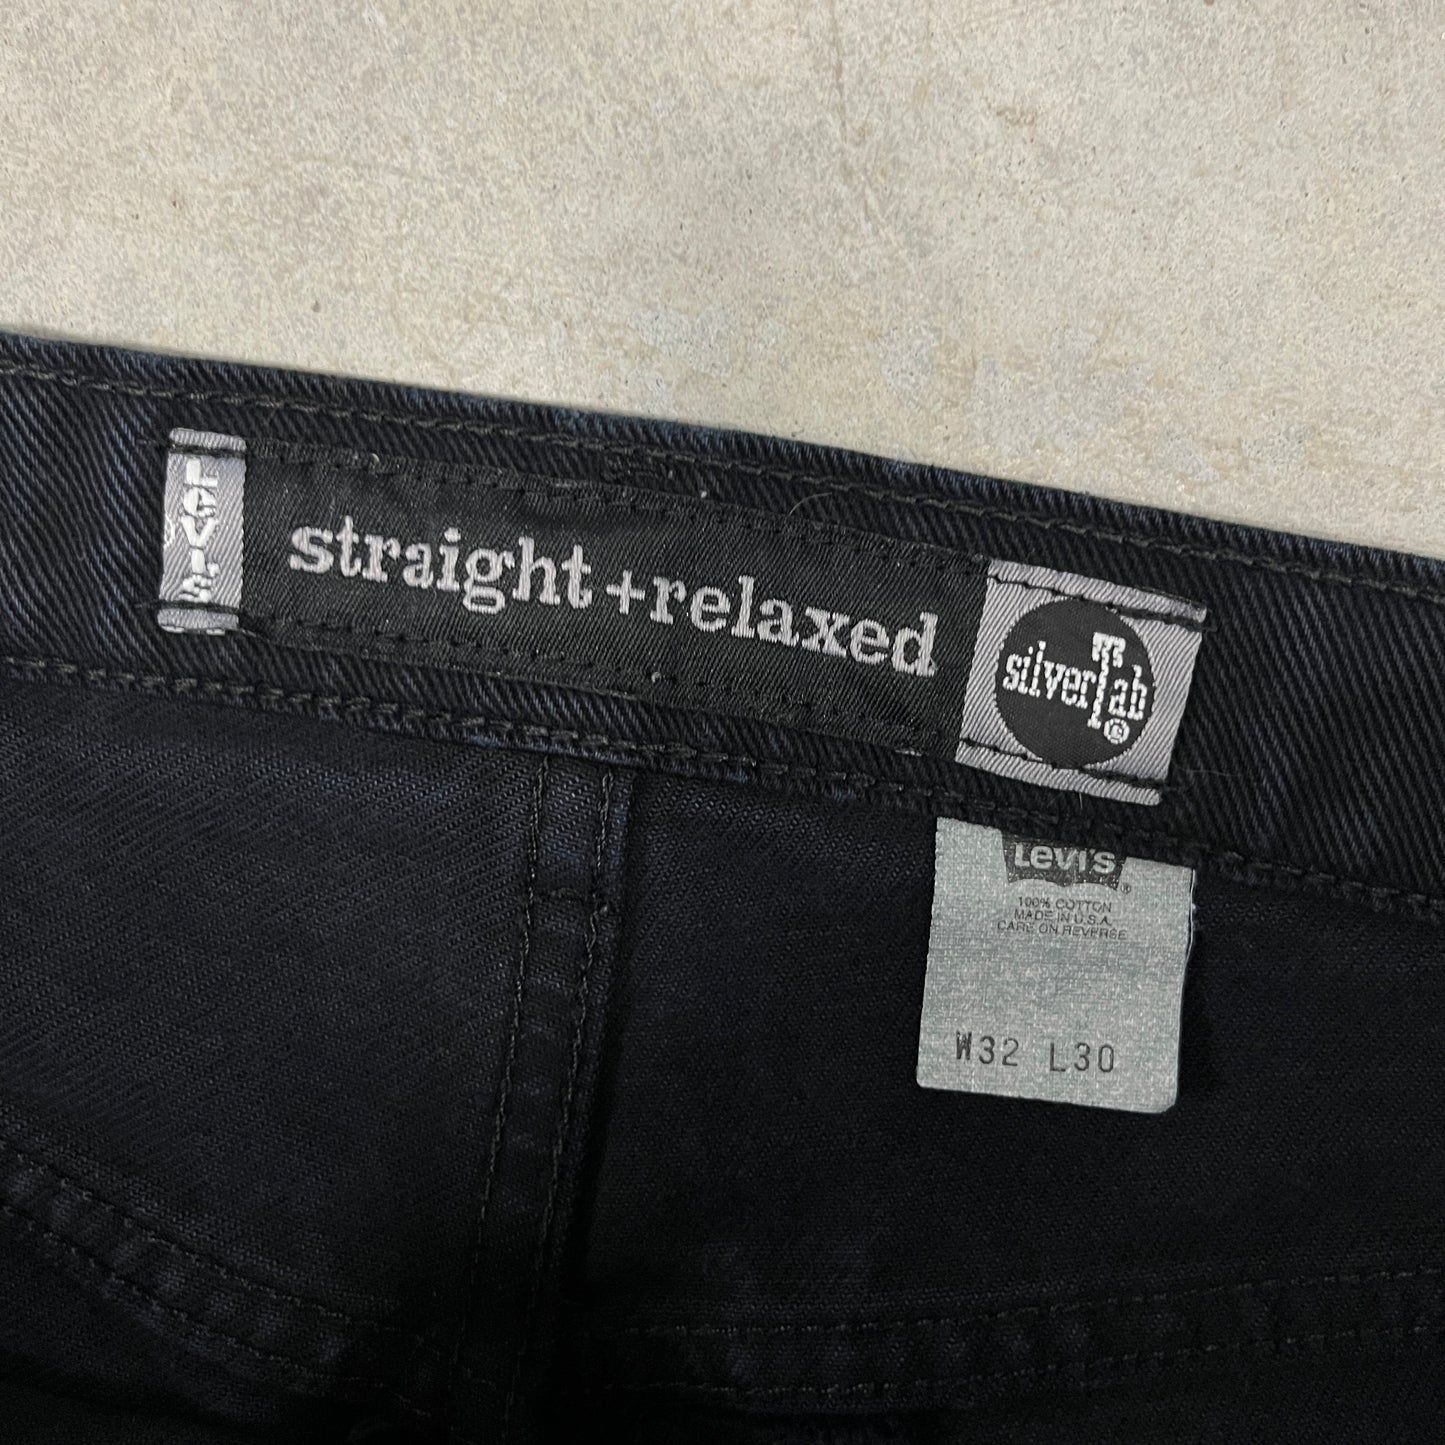 LEVI'S
straight+relaxed
silverTab®
Levi's®
100% COTTON
MADE IN U.S.A.
CARE ON REVERSE
W32 L30